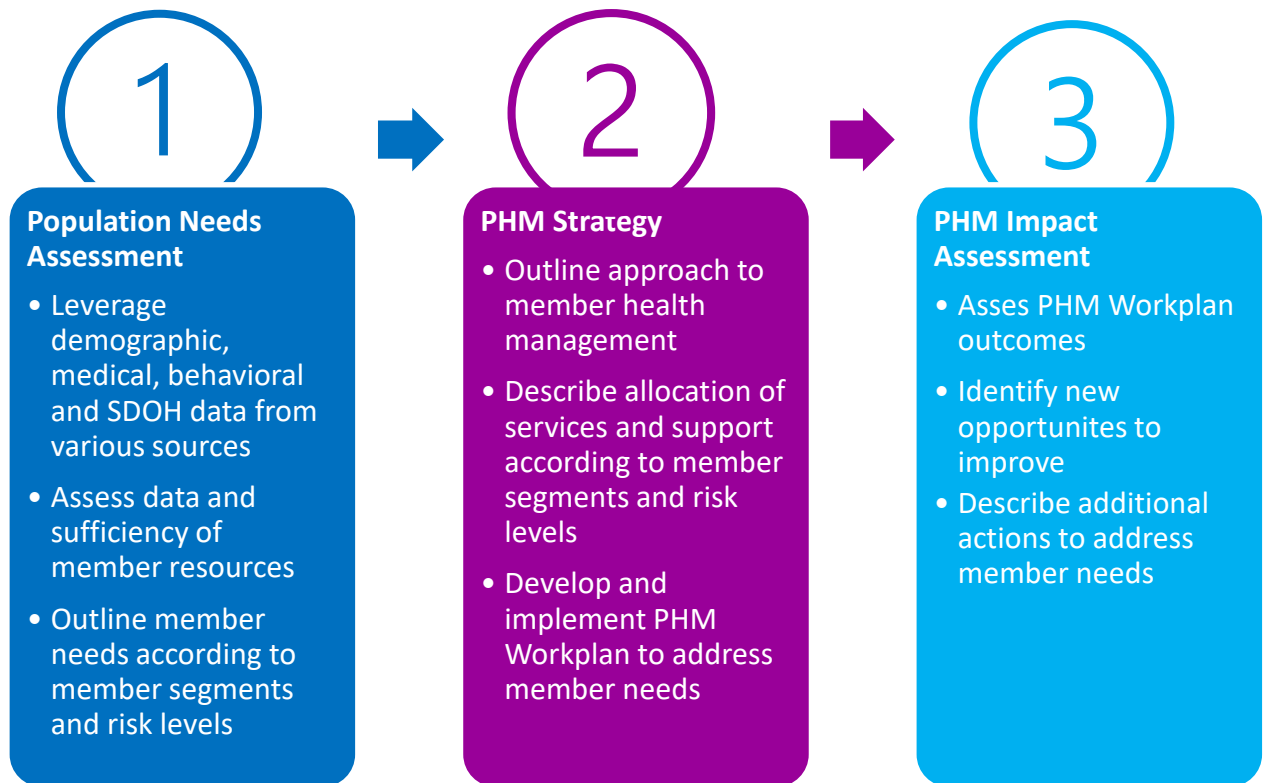 1
Population Needs
Assessment
• Leverage
demographic,
medical, behavioral
and SDOH data from
various sources
• Assess data and
sufficiency of
member resources
• Outline member
needs according to
member segments
and risk levels
2
PHM Strategy
• Outline approach to
member health
management
• Describe allocation of
services and support
according to member
segments and risk
levels
• Develop and
implement PHM
Workplan to address
member needs
3
PHM Impact
Assessment
• Asses PHM Workplan
outcomes
• Identify new
opportunites to
improve
• Describe additional
actions to address
member needs